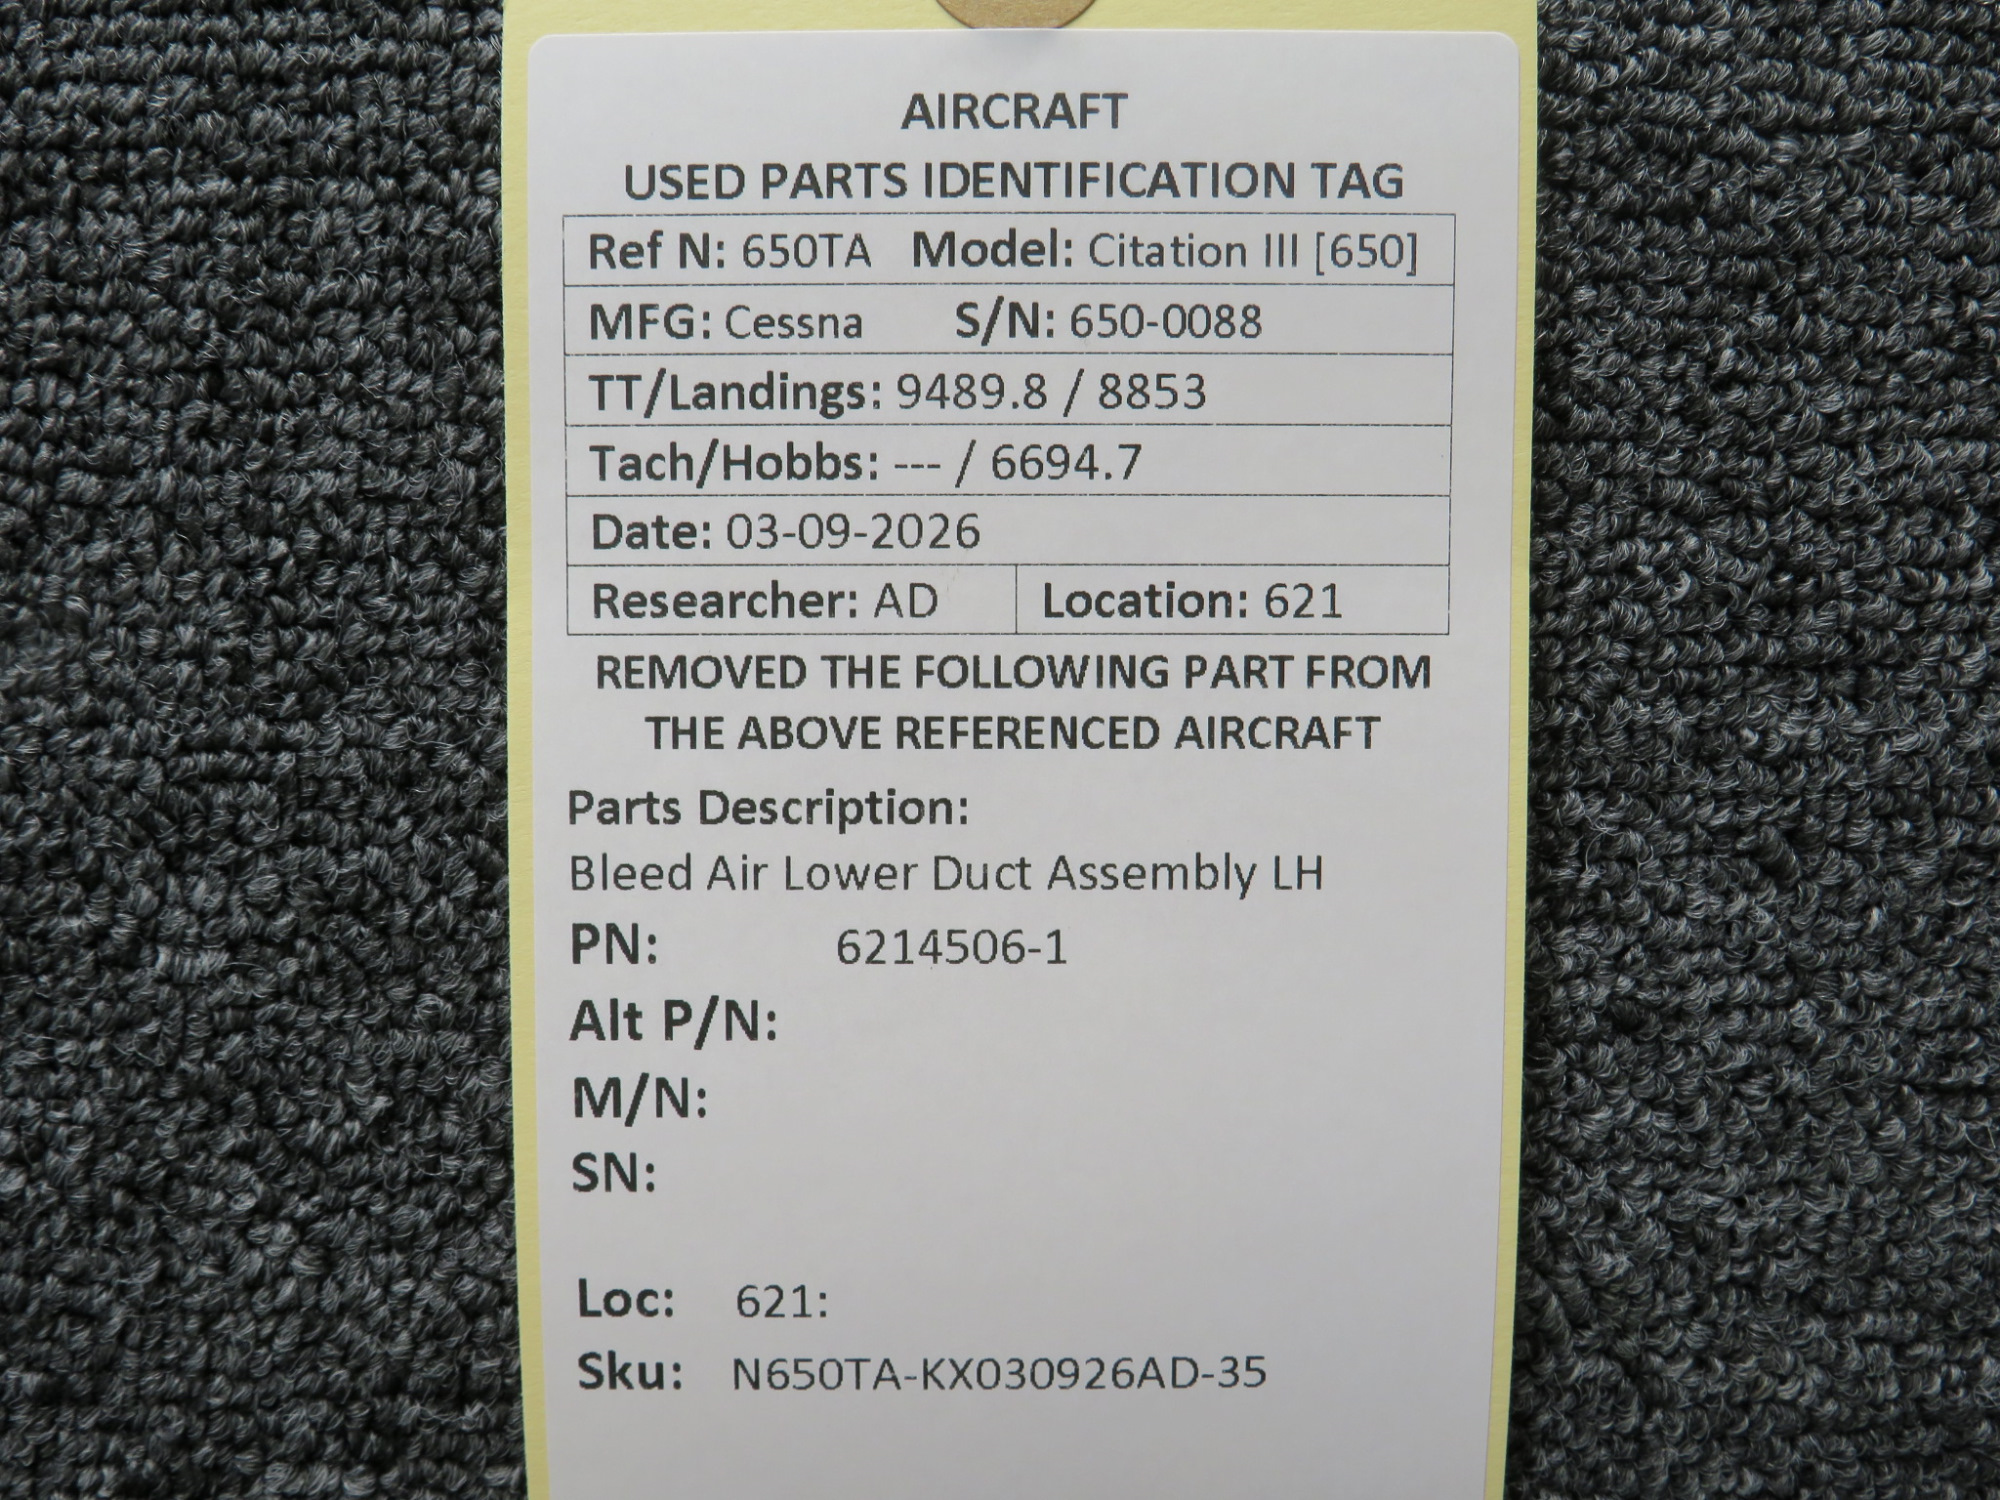 AIRCRAFT
USED PARTS IDENTIFICATION TAG
Ref N: 650TA Model: Citation III [650]
MFG: Cessna S/N: 650-0088
TT/Landings: 9489.8 / 8853
Tach/Hobbs: --- / 6694.7
Date: 03-09-2026
Researcher: AD Location: 621
REMOVED THE FOLLOWING PART FROM
THE ABOVE REFERENCED AIRCRAFT
Parts Description:
Bleed Air Lower Duct Assembly LH
PN: 6214506-1
Alt P/N:
M/N:
SN:
Loc: 621:
Sku: N650TA-KX030926AD-35